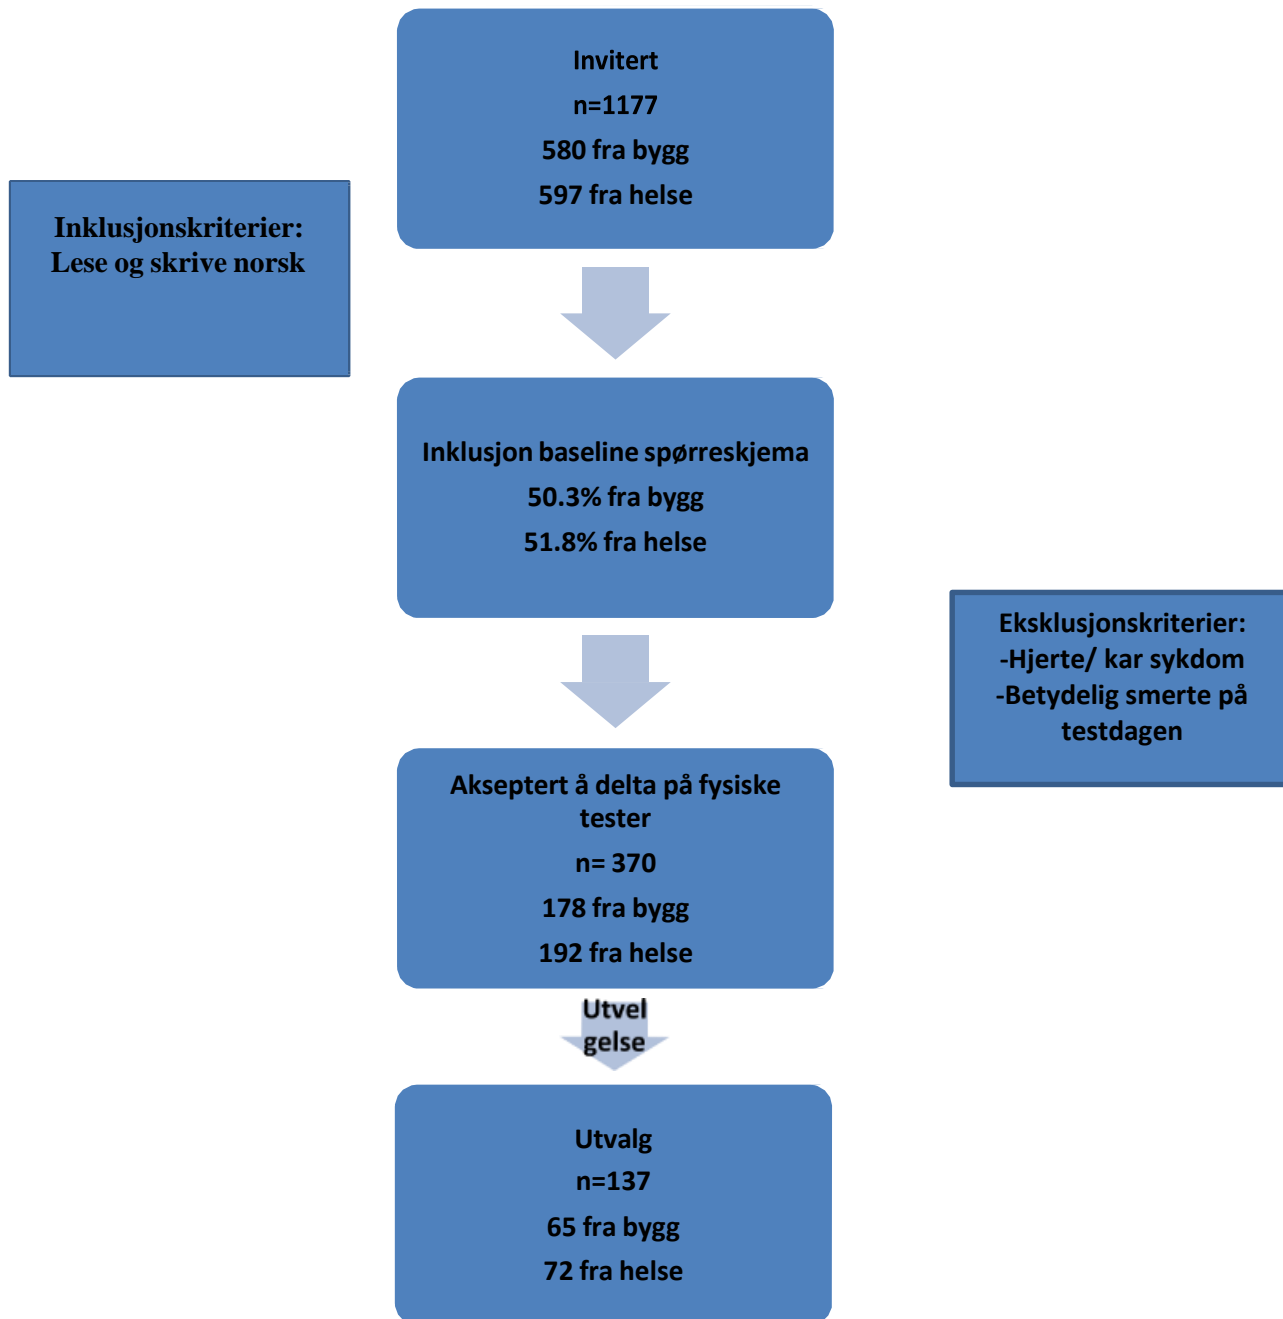 Invitert
n=1177
580 fra bygg
597 fra helse
Inklusjonskriterier:
Lese og skrive norsk
Inklusjon baseline spørreskjema
50.3% fra bygg
51.8% fra helse
Eksklusjonskriterier:
-Hjerte/ kar sykdom
-Betydelig smerte på
testdagen
Akseptert å delta på fysiske
tester
n= 370
178 fra bygg
192 fra helse
Utvel
gelse
Utvalg
n=137
65 fra bygg
72 fra helse